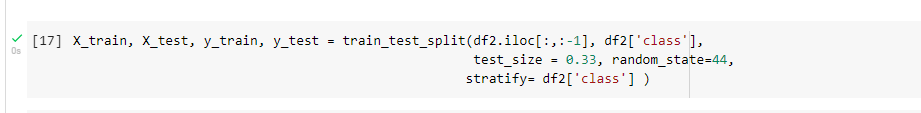 [17] X_train, X_test, y_train, y_test = train_test_split(df2.iloc[:,:-1], df2['class'],
0s
test_size = 0.33, random_state=44,
stratify= df2['class'] )